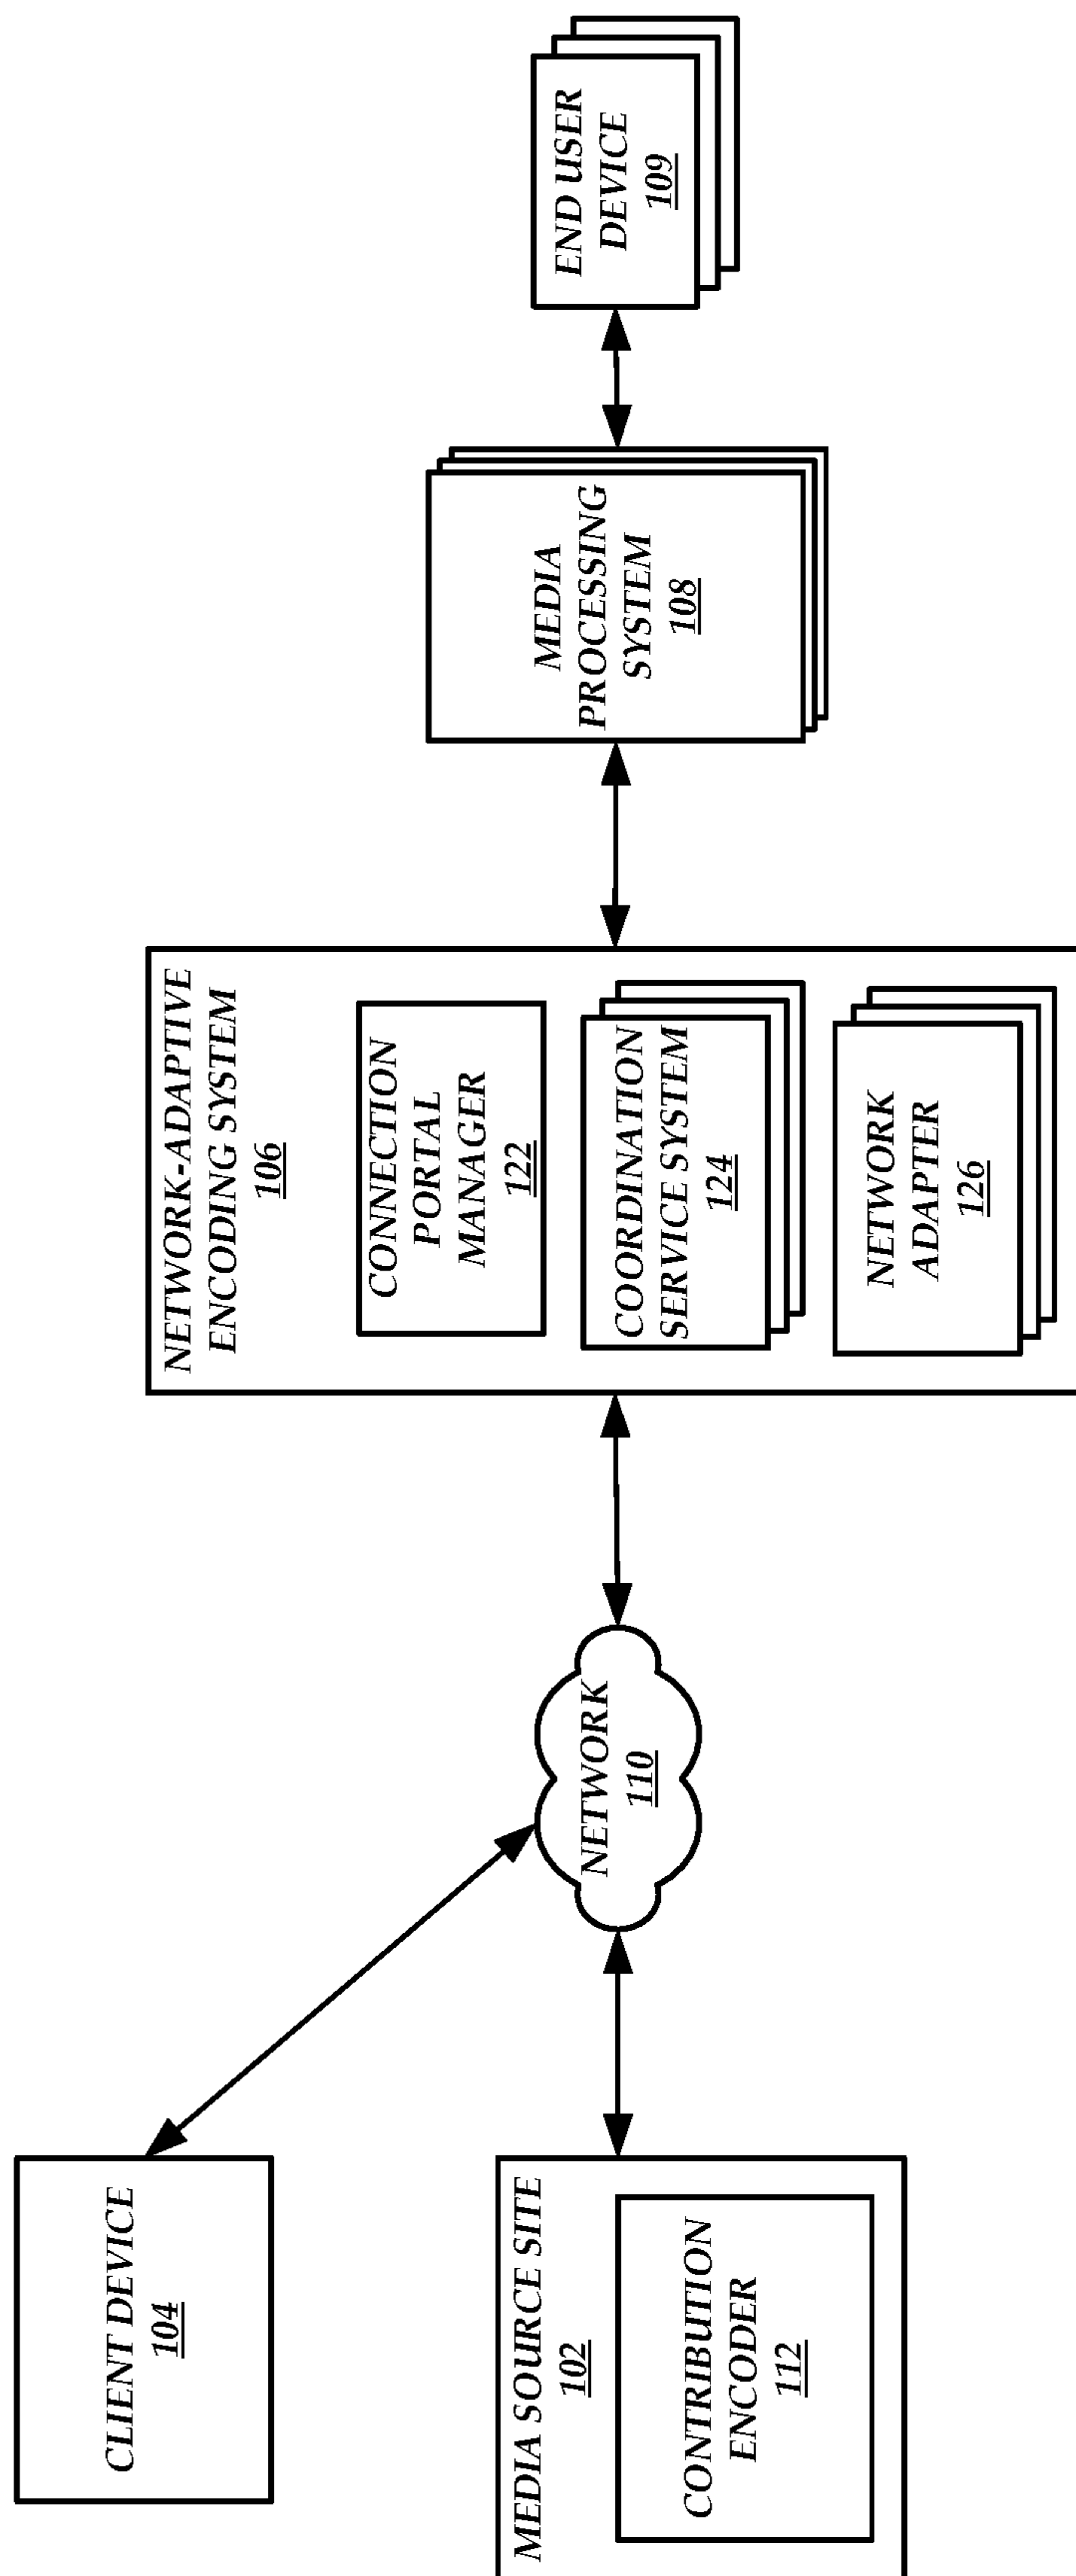 CLIENT DEVICE
104
MEDIA SOURCE SITE
102
CONTRIBUTION
ENCODER
112
NETWORK
110
NETWORK-ADAPTIVE
ENCODING SYSTEM
106
CONNECTION
PORTAL
MANAGER
122
COORDINATION
SERVICE SYSTEM
124
NETWORK
ADAPTER
126
MEDIA
PROCESSING
SYSTEM
108
END USER
DEVICE
109